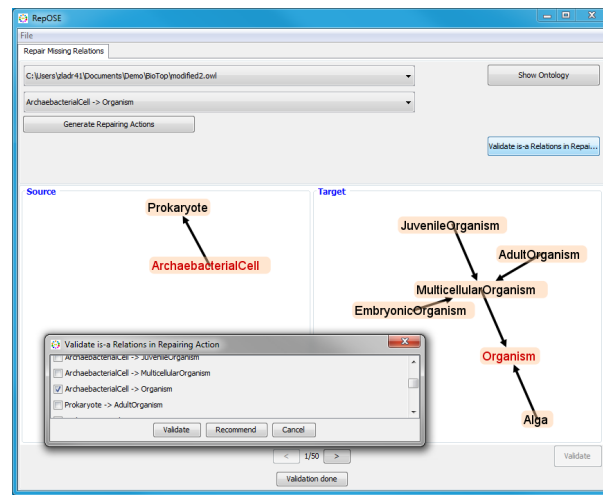 RepOSE
File
Repair Missing Relations
C:\Users\zladr41\Documents\Demo\BioTop\modified2.owl
Show Ontology
ArchaebacterialCell -> Organism
Generate Repairing Actions
Validate is-a Relations in Repai...
Source
Target
Prokaryote
ArchaebacterialCell
JuvenileOrganism
AdultOrganism
MulticellularOrganism
EmbryonicOrganism
Organism
Alga
Validate is-a Relations in Repairing Action
ArchaebacterialCell -> JuvenileOrganism
ArchaebacterialCell -> MulticellularOrganism
ArchaebacterialCell -> Organism
Prokaryote -> AdultOrganism
Validate Recommend Cancel
< 1/50 >
Validate
Validation done